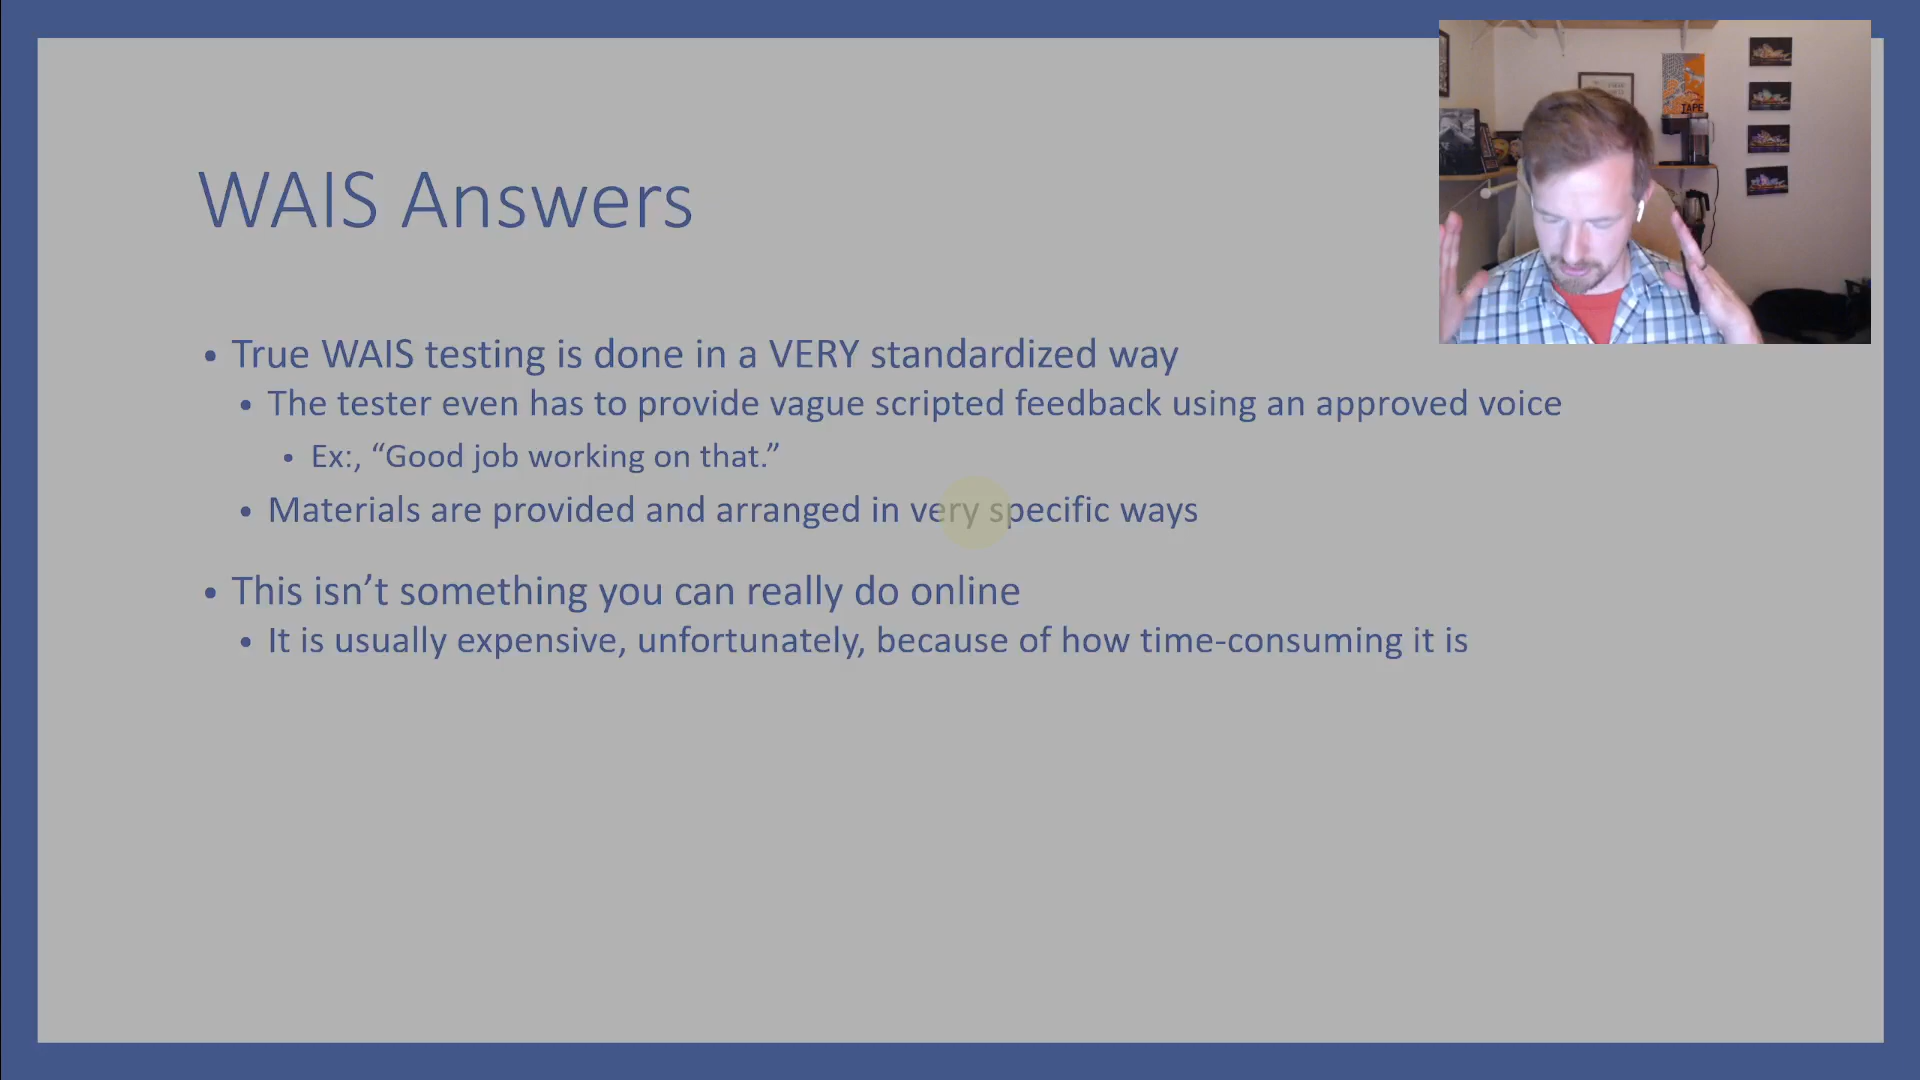 WAIS Answers
TAPE
• True WAIS testing is done in a VERY standardized way
• The tester even has to provide vague scripted feedback using an approved voice
• Ex:, “Good job working on that.”
• Materials are provided and arranged in very specific ways
• This isn’t something you can really do online
• It is usually expensive, unfortunately, because of how time-consuming it is